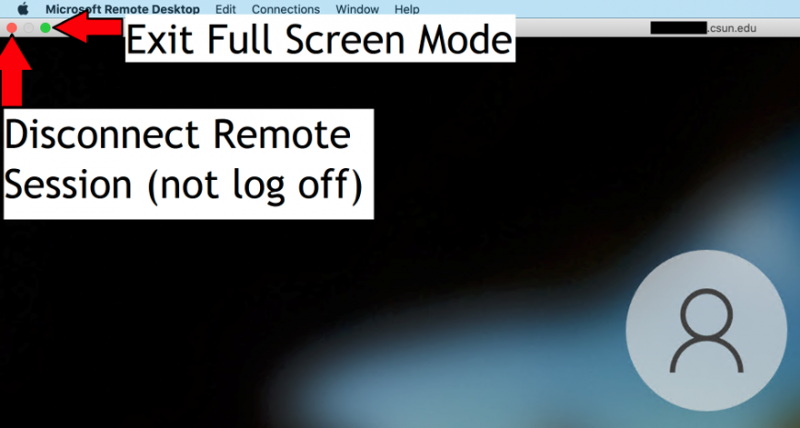 Microsoft Remote Desktop Edit Connections Window Help
.csun.edu
Exit Full Screen Mode
Disconnect Remote
Session (not log off)